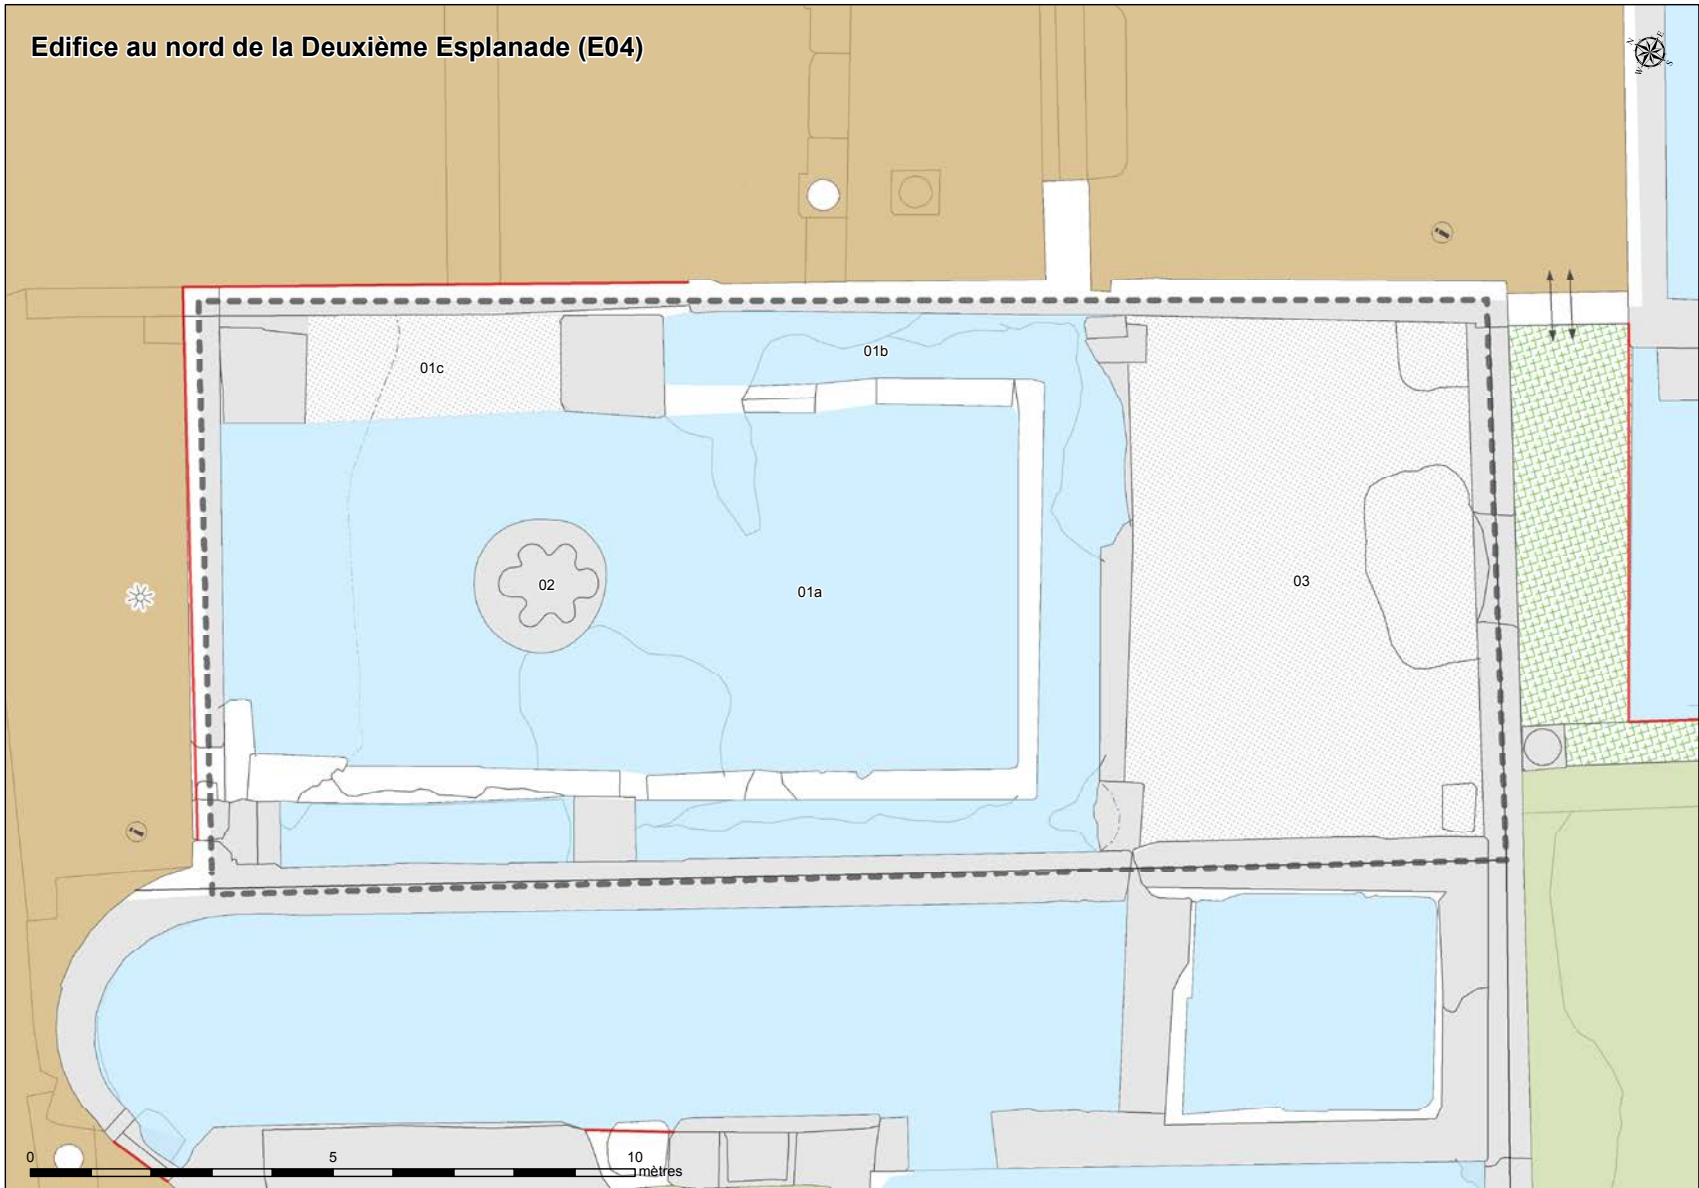 Edifice au nord de la Deuxième Esplanade (E04)
N
E
W
S
01c
01b
02
01a
03
0
5
10
mètres